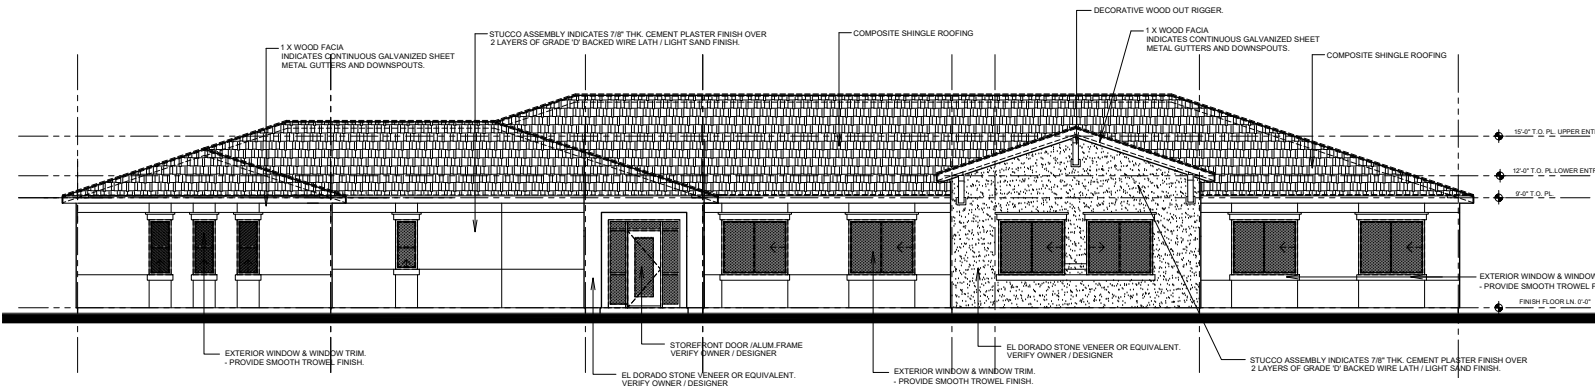 DECORATIVE WOOD OUT RIGGER.
1 X WOOD FACIA
INDICATES CONTINUOUS GALVANIZED SHEET
METAL GUTTERS AND DOWNSPOUTS.
STUCCO ASSEMBLY INDICATES 7/8" THK. CEMENT PLASTER FINISH OVER
2 LAYERS OF GRADE 'D' BACKED WIRE LATH / LIGHT SAND FINISH.
COMPOSITE SHINGLE ROOFING
1 X WOOD FACIA
INDICATES CONTINUOUS GALVANIZED SHEET
METAL GUTTERS AND DOWNSPOUTS.
COMPOSITE SHINGLE ROOFING
15'-0" T.O. PL. UPPER ENT
12'-0" T.O. PL.LOWER ENT
9'-0" T.O. PL.
EXTERIOR WINDOW & WINDOW
- PROVIDE SMOOTH TROWEL F
FINISH FLOOR LN. 0'-0"
EXTERIOR WINDOW & WINDOW TRIM.
- PROVIDE SMOOTH TROWEL FINISH.
STOREFRONT DOOR /ALUM.FRAME
VERIFY OWNER / DESIGNER
EL DORADO STONE VENEER OR EQUIVALENT.
VERIFY OWNER / DESIGNER
EXTERIOR WINDOW & WINDOW TRIM.
- PROVIDE SMOOTH TROWEL FINISH.
EL DORADO STONE VENEER OR EQUIVALENT.
VERIFY OWNER / DESIGNER
STUCCO ASSEMBLY INDICATES 7/8" THK. CEMENT PLASTER FINISH OVER
2 LAYERS OF GRADE 'D' BACKED WIRE LATH / LIGHT SAND FINISH.